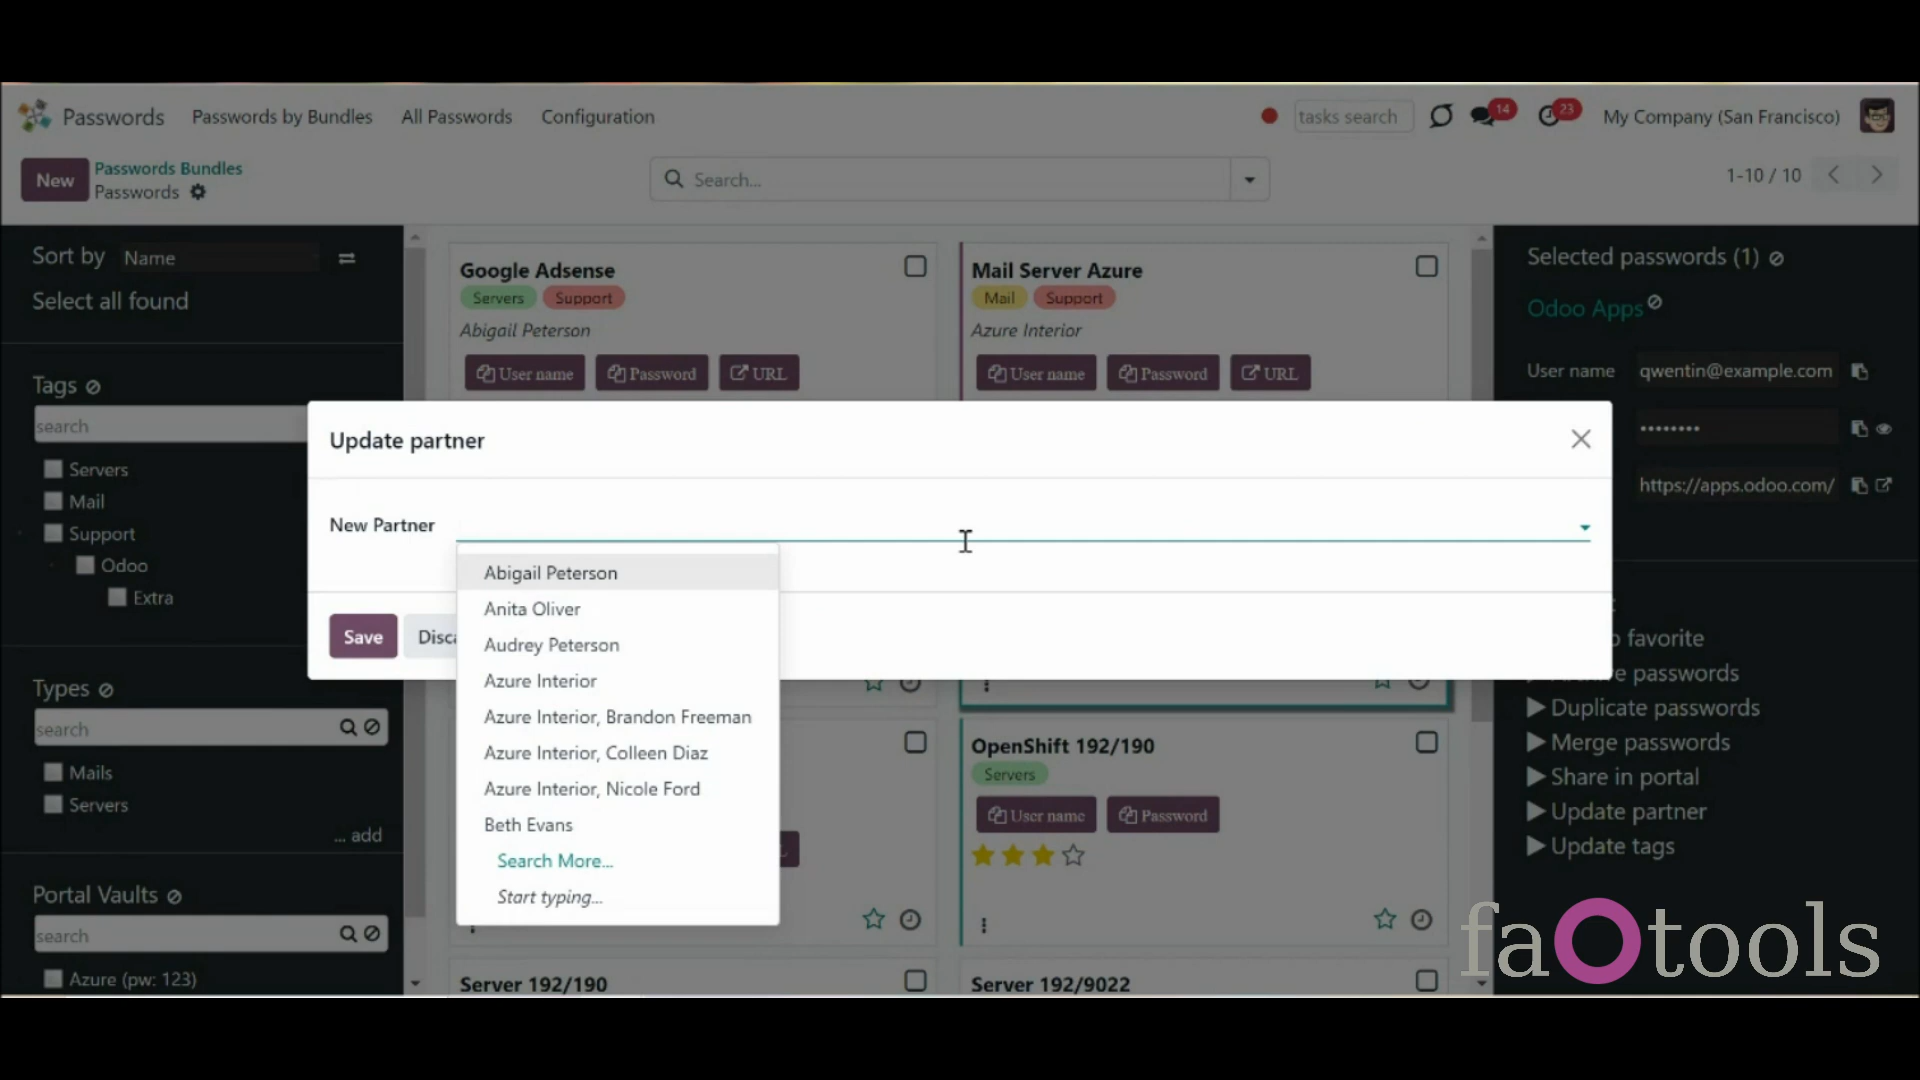 Passwords Passwords by Bundles All Passwords Configuration tasks search 14 23 My Company (San Francisco)
New Passwords Bundles
Passwords
Search...
1-10 / 10
Sort by Name
Select all found
Tags
search
Servers
Mail
Support
Odoo
Extra
Types
search
Mails
Servers
... add
Portal Vaults
search
Azure (pw: 123)
Google Adsense
Servers Support
Abigail Peterson
User name Password URL
Mail Server Azure
Mail Support
Azure Interior
User name Password URL
Update partner
New Partner
Abigail Peterson
Anita Oliver
Audrey Peterson
Azure Interior
Azure Interior, Brandon Freeman
Azure Interior, Colleen Diaz
Azure Interior, Nicole Ford
Beth Evans
Search More...
Start typing...
Save Disca
OpenShift 192/190
Servers
User name Password
Server 192/190
Server 192/9022
Selected passwords (1)
Odoo Apps
User name qwentin@example.com
••••••••
https://apps.odoo.com/
favorite
passwords
Duplicate passwords
Merge passwords
Share in portal
Update partner
Update tags
faOtools